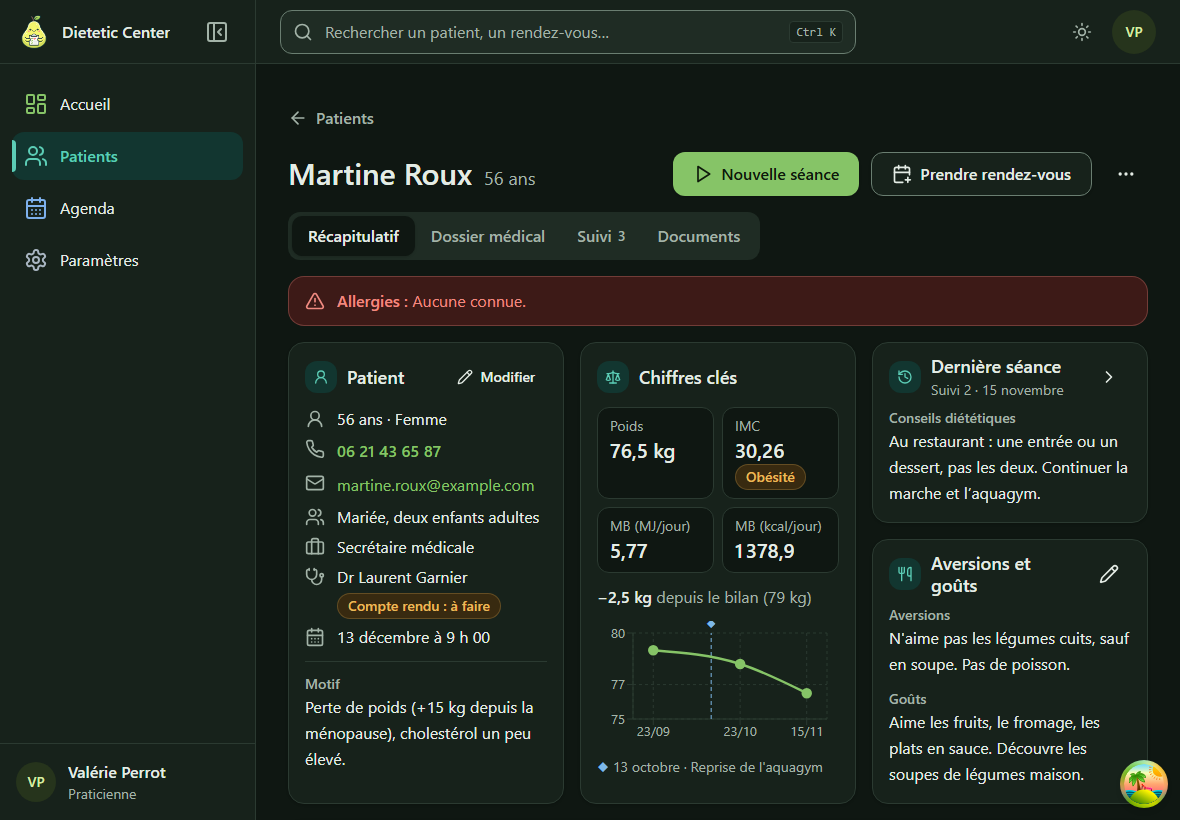 Dietetic Center
Rechercher un patient, un rendez-vous...
Ctrl K
VP
Accueil
Patients
Agenda
Paramètres
Valérie Perrot
VP
Praticienne
Patients
Martine Roux 56 ans
Nouvelle séance
Prendre rendez-vous
Récapitulatif
Dossier médical
Suivi 3
Documents
Allergies : Aucune connue.
Patient
Modifier
56 ans · Femme
06 21 43 65 87
martine.roux@example.com
Mariée, deux enfants adultes
Secrétaire médicale
Dr Laurent Garnier
Compte rendu : à faire
13 décembre à 9 h 00
Motif
Perte de poids (+15 kg depuis la
ménopause), cholestérol un peu
élevé.
Chiffres clés
Poids
76,5 kg
IMC
30,26
Obésité
MB (MJ/jour)
5,77
MB (kcal/jour)
1 378,9
−2,5 kg depuis le bilan (79 kg)
80
77
75
23/09
23/10
15/11
13 octobre · Reprise de l'aquagym
Dernière séance
Suivi 2 · 15 novembre
Conseils diététiques
Au restaurant : une entrée ou un
dessert, pas les deux. Continuer la
marche et l’aquagym.
Aversions et
goûts
Aversions
N'aime pas les légumes cuits, sauf
en soupe. Pas de poisson.
Goûts
Aime les fruits, le fromage, les
plats en sauce. Découvre les
soupes de légumes maison.